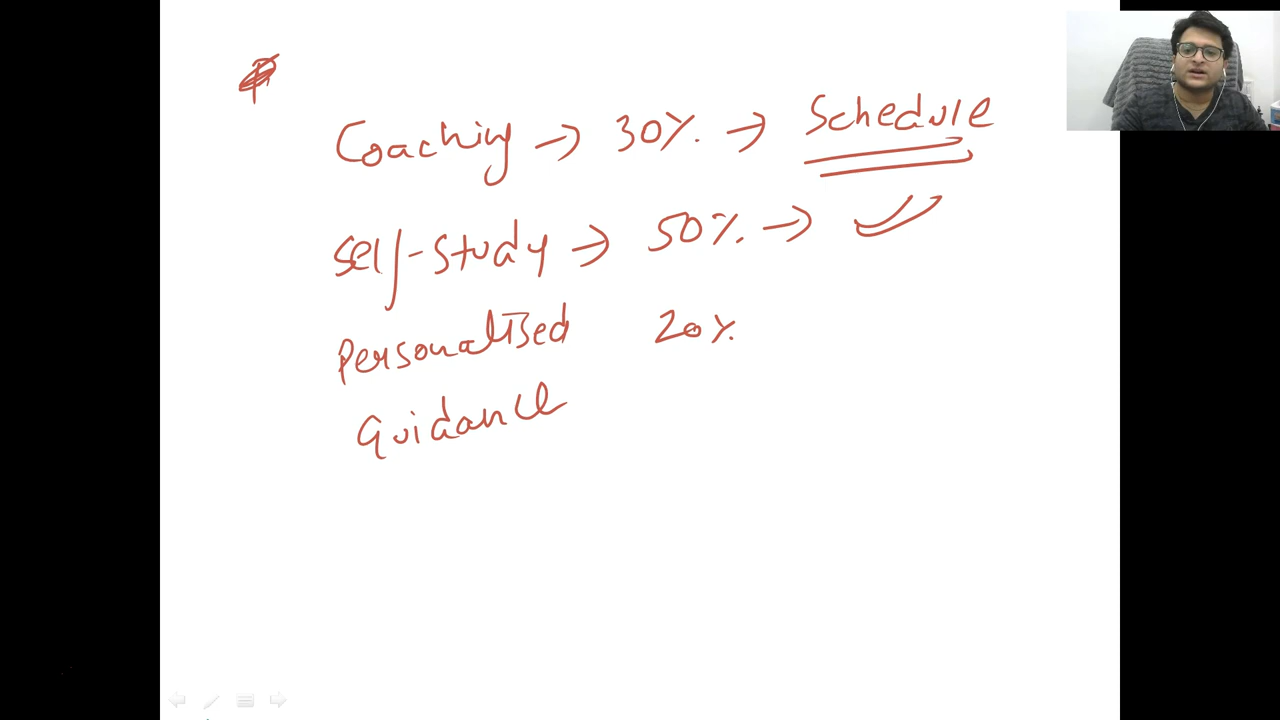 Coaching → 30% → Schedule
Self-Study → 50% → ✓
Personalised 20%
Guidance